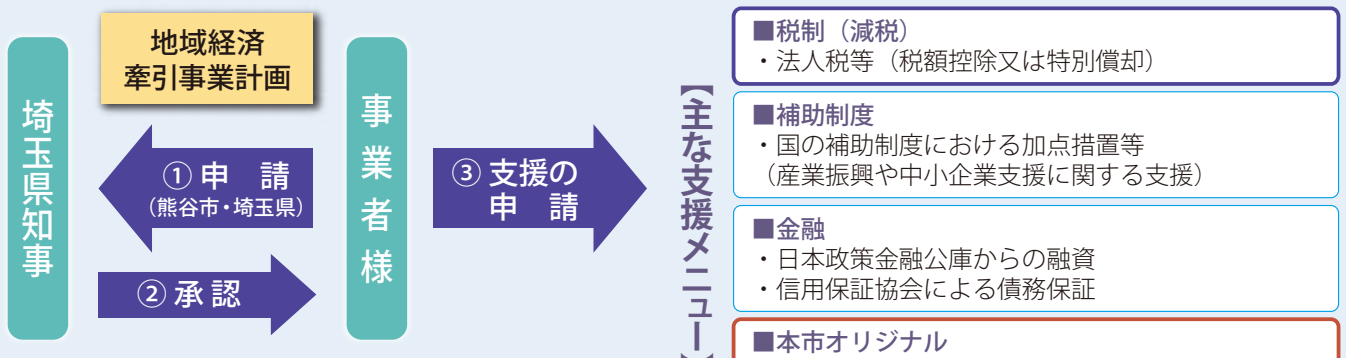 地域経済
牽引事業計画
埼玉県知事
①申 請
(熊谷市・埼玉県)
②承認
事業者様
③支援の
申 請
【主な支援メニュー】
■税制（減税）
・法人税等（税額控除又は特別償却）
■補助制度
・国の補助制度における加点措置等
（産業振興や中小企業支援に関する支援）
■金融
・日本政策金融公庫からの融資
・信用保証協会による債務保証
■本市オリジナル